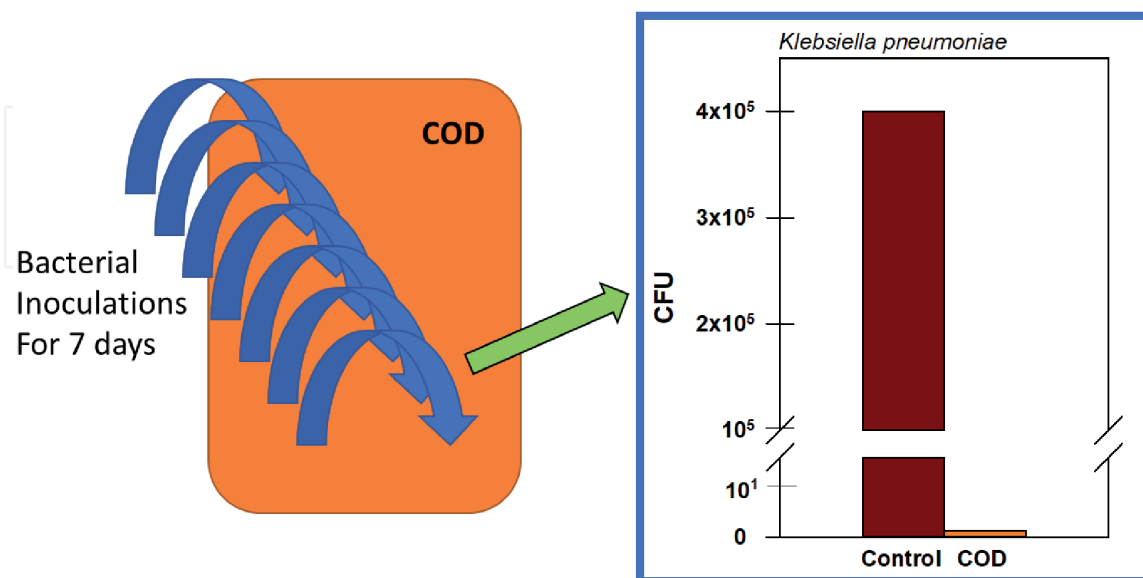 COD
Bacterial
Inoculations
For 7 days
Klebsiella pneumoniae
CFU
4x10⁵
3x10⁵
2x10⁵
10⁵
10¹
0
Control COD